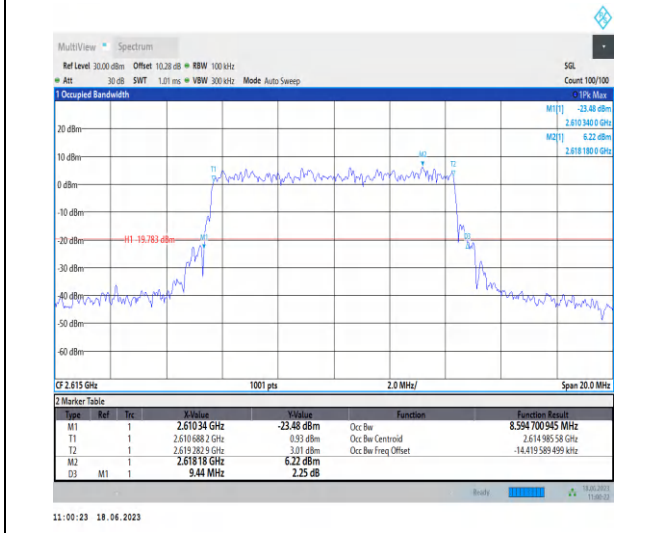 MultiView Spectrum
Ref Level 30.00 dBm Offset 10.28 dB RBW 100 kHz SGL
Att 30 dB SWT 1.01 ms VBW 300 kHz Mode Auto Sweep Count 100/100
1 Occupied Bandwidth 1Pk Max
M1[1] -23.48 dBm
SGL 2.610 340 0 GHz
M2[1] 6.22 dBm
2.618 180 0 GHz
20 dBm
10 dBm
M2
T1 T2
0 dBm
-10 dBm
-20 dBm H1 -19.783 dBm M1 D3
-30 dBm
-40 dBm
-50 dBm
-60 dBm
CF 2.615 GHz 1001 pts 2.0 MHz/ Span 20.0 MHz
2 Marker Table
Type Ref Trc X-Value Y-Value Function Function Result
M1 1 2.61034 GHz -23.48 dBm Occ Bw 8.594 700 945 MHz
T1 1 2.610 688 2 GHz 0.93 dBm Occ Bw Centroid 2.614 985 58 GHz
T2 1 2.619 282 9 GHz 3.01 dBm Occ Bw Freq Offset -14.419 589 499 kHz
M2 1 2.61818 GHz 6.22 dBm
D3 M1 1 9.44 MHz 2.25 dB
Ready 18.06.2023
11:00:22
11:00:23 18.06.2023